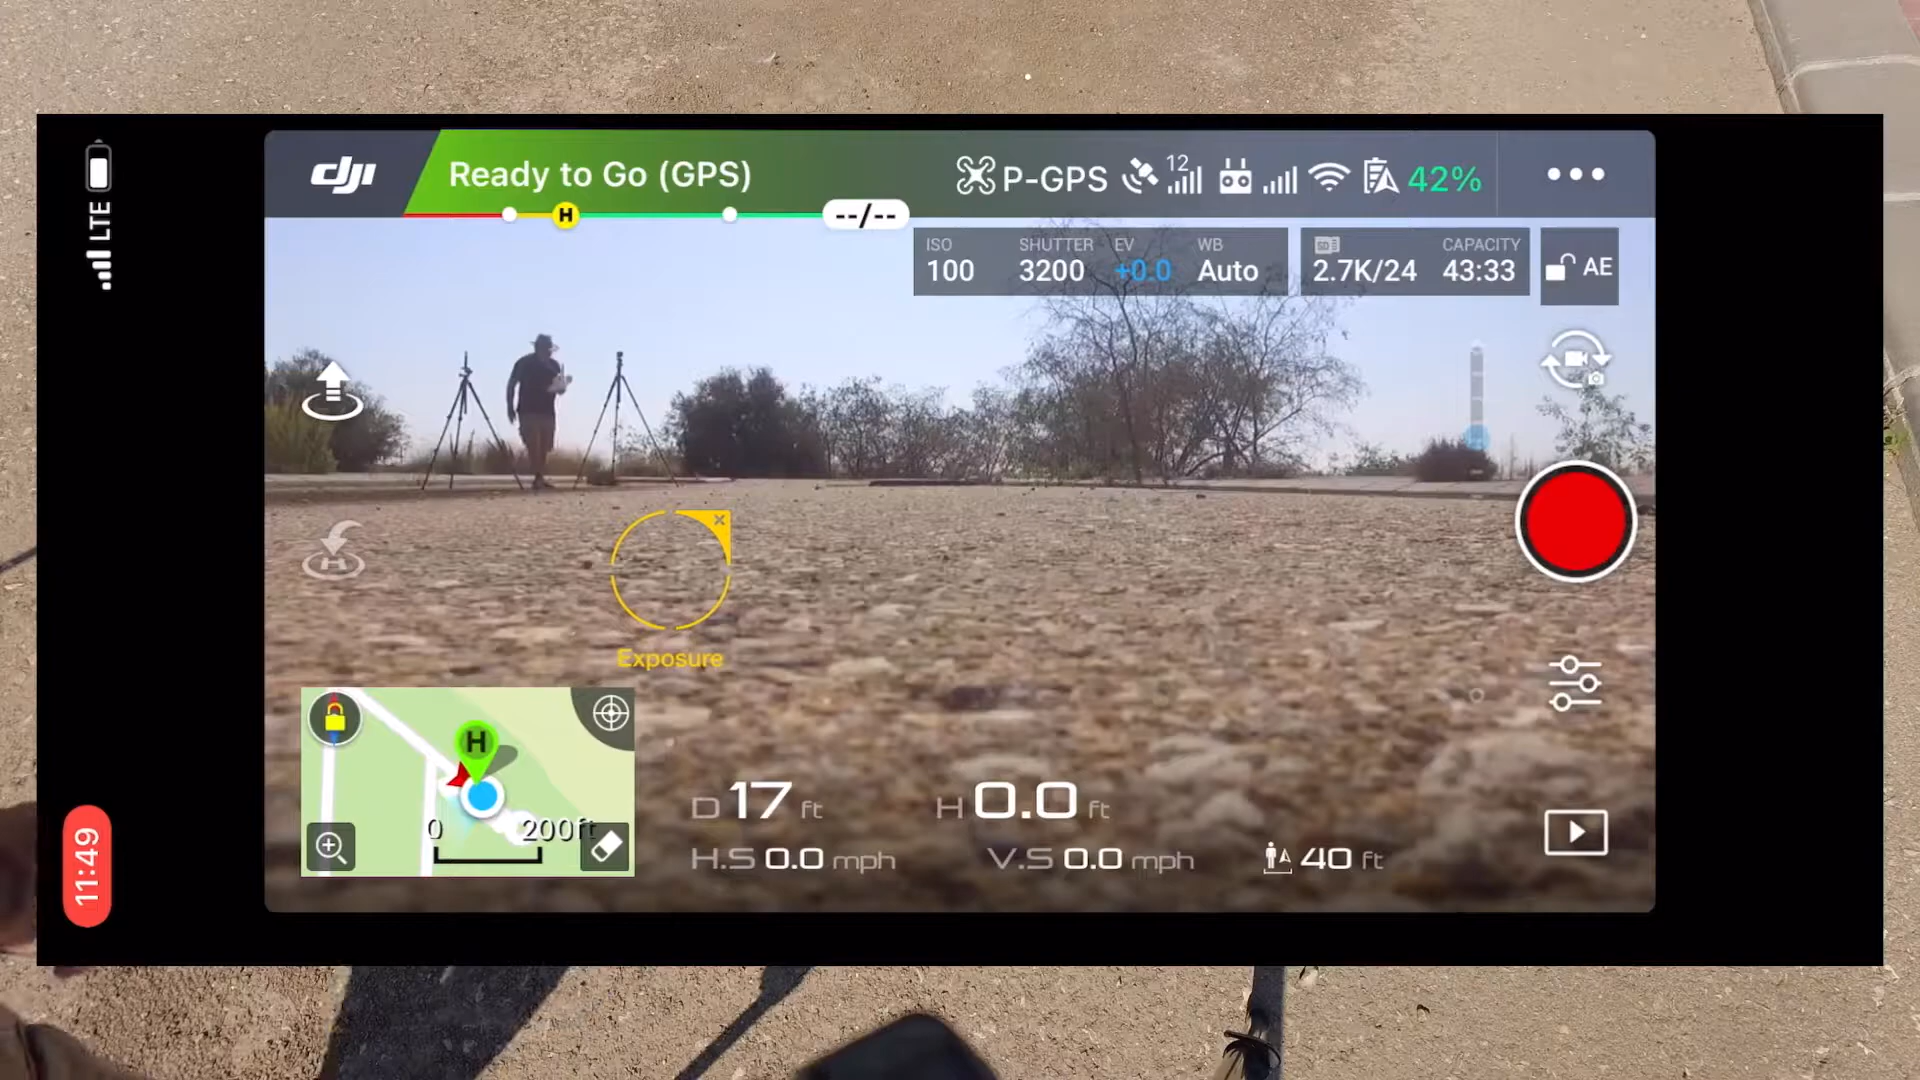 LTE
11:49
dji
Ready to Go (GPS)
P-GPS
12
42%
H
--/--
ISO
100
SHUTTER
3200
EV
+0.0
WB
Auto
SD
2.7K/24
CAPACITY
43:33
AE
H
Exposure
H
0
200ft
D 17 ft
H 0.0 ft
H.S 0.0 mph
V.S 0.0 mph
40 ft